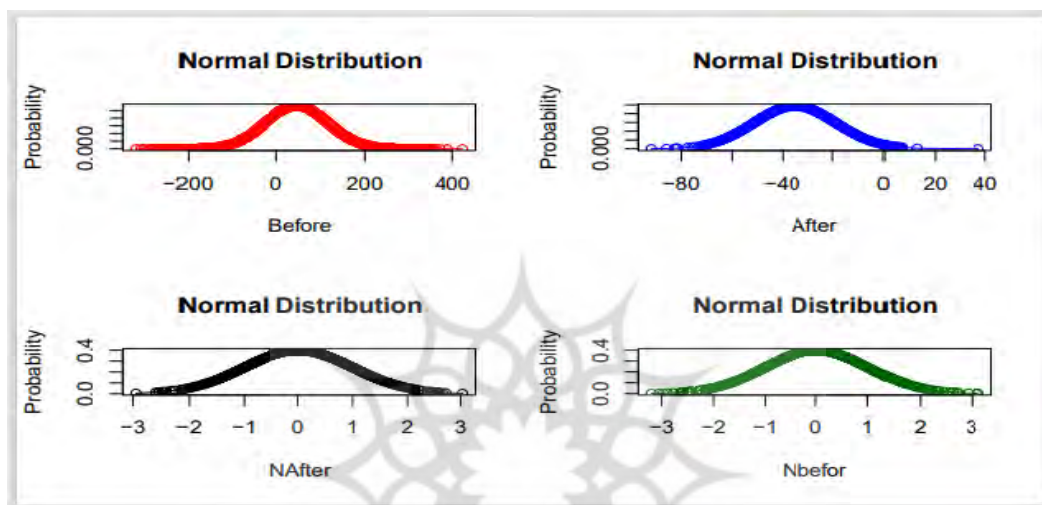 Normal Distribution
Probability
0.000
−200 0 200 400
Before
Normal Distribution
Probability
0.000
−80 −40 0 20 40
After
Normal Distribution
Probability
0.0 0.4
−3 −2 −1 0 1 2 3
NAfter
Normal Distribution
Probability
0.0 0.4
−3 −2 −1 0 1 2 3
Nbefor